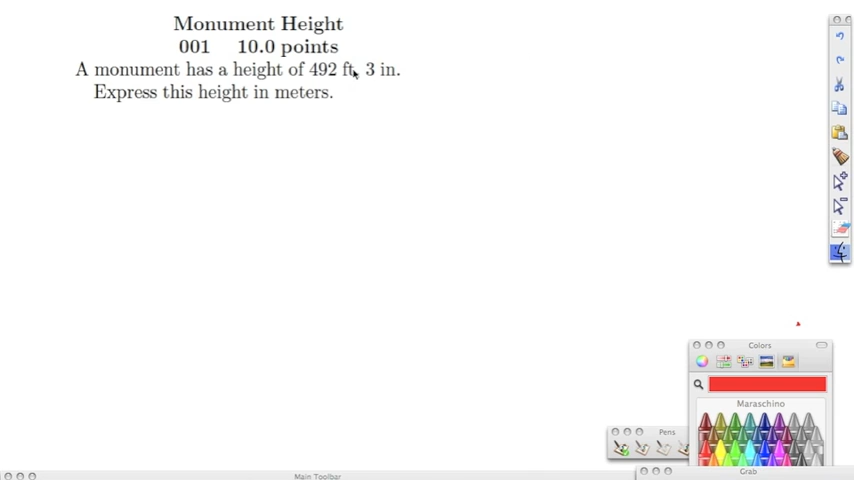 Monument Height
001 10.0 points
A monument has a height of 492 ft, 3 in.
Express this height in meters.
Colors
Maraschino
Pens
Grab
Main Toolbar